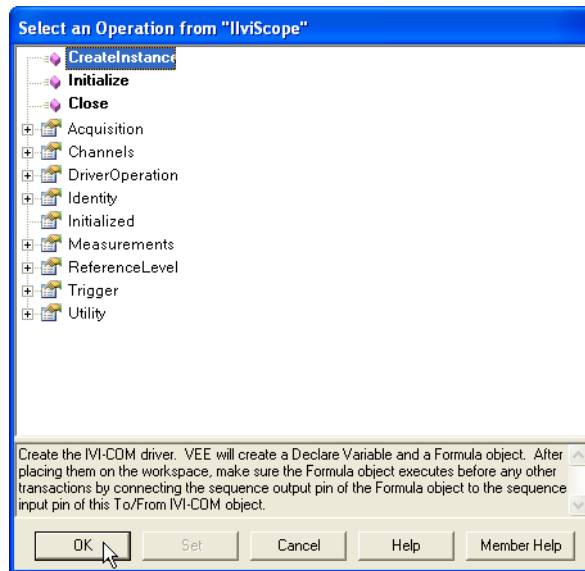 Select an Operation from "IIviScope"
CreateInstance
Initialize
Close
Acquisition
Channels
DriverOperation
Identity
Initialized
Measurements
ReferenceLevel
Trigger
Utility
Create the IVI-COM driver. VEE will create a Declare Variable and a Formula object. After
placing them on the workspace, make sure the Formula object executes before any other
transactions by connecting the sequence output pin of the Formula object to the sequence
input pin of this To/From IVI-COM object.
OK Set Cancel Help Member Help